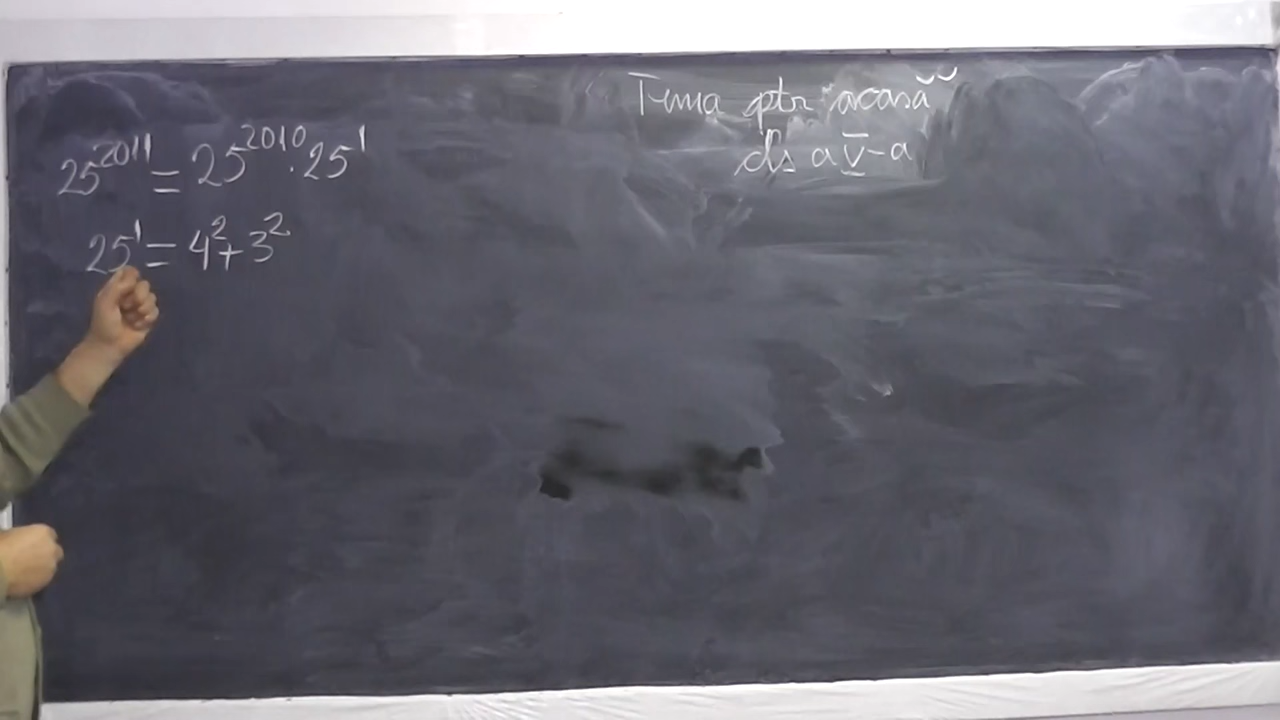 Tema ptr acasă
cls a V-a
25^2011 = 25^2010 · 25^1
25^1 = 4^2 + 3^2